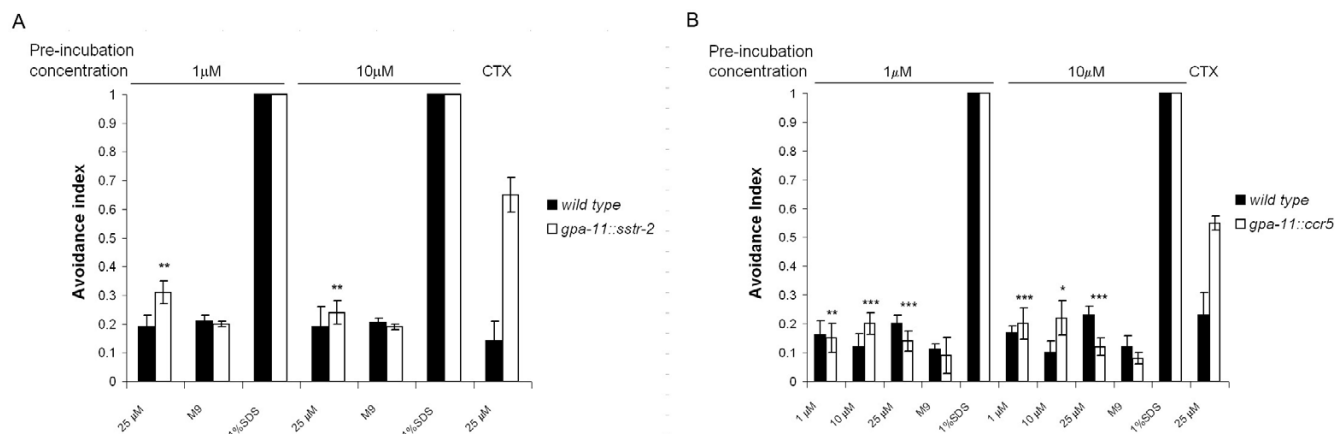 A
Pre-incubation
concentration
1μM
10μM
CTX
1
0.9
0.8
0.7
0.6
0.5
0.4
0.3
0.2
0.1
0
Avoidance index
**
**
wild type
gpa-11::sstr-2
25 μM
M9
1%SDS
25 μM
M9
1%SDS
25 μM
B
Pre-incubation
concentration
1μM
10μM
CTX
1
0.9
0.8
0.7
0.6
0.5
0.4
0.3
0.2
0.1
0
Avoidance Index
**
***
***
***
*
***
wild type
gpa-11::ccr5
1 μM
10 μM
25 μM
M9
1%SDS
1 μM
10 μM
25 μM
M9
1%SDS
25 μM